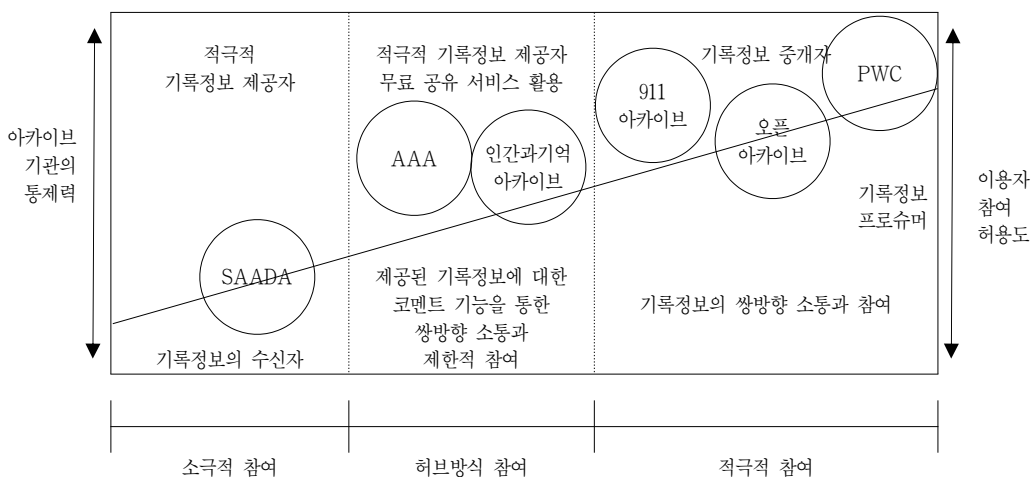 아카이브
기관의
통제력
적극적
기록정보 제공자
SAADA
기록정보의 수신자
적극적 기록정보 제공자
무료 공유 서비스 활용
AAA
인간과기억
아카이브
제공된 기록정보에 대한
코멘트 기능을 통한
쌍방향 소통과
제한적 참여
기록정보 중개자
911
아카이브
오픈
아카이브
PWC
기록정보
프로슈머
기록정보의 쌍방향 소통과 참여
이용자
참여
허용도
소극적 참여
허브방식 참여
적극적 참여